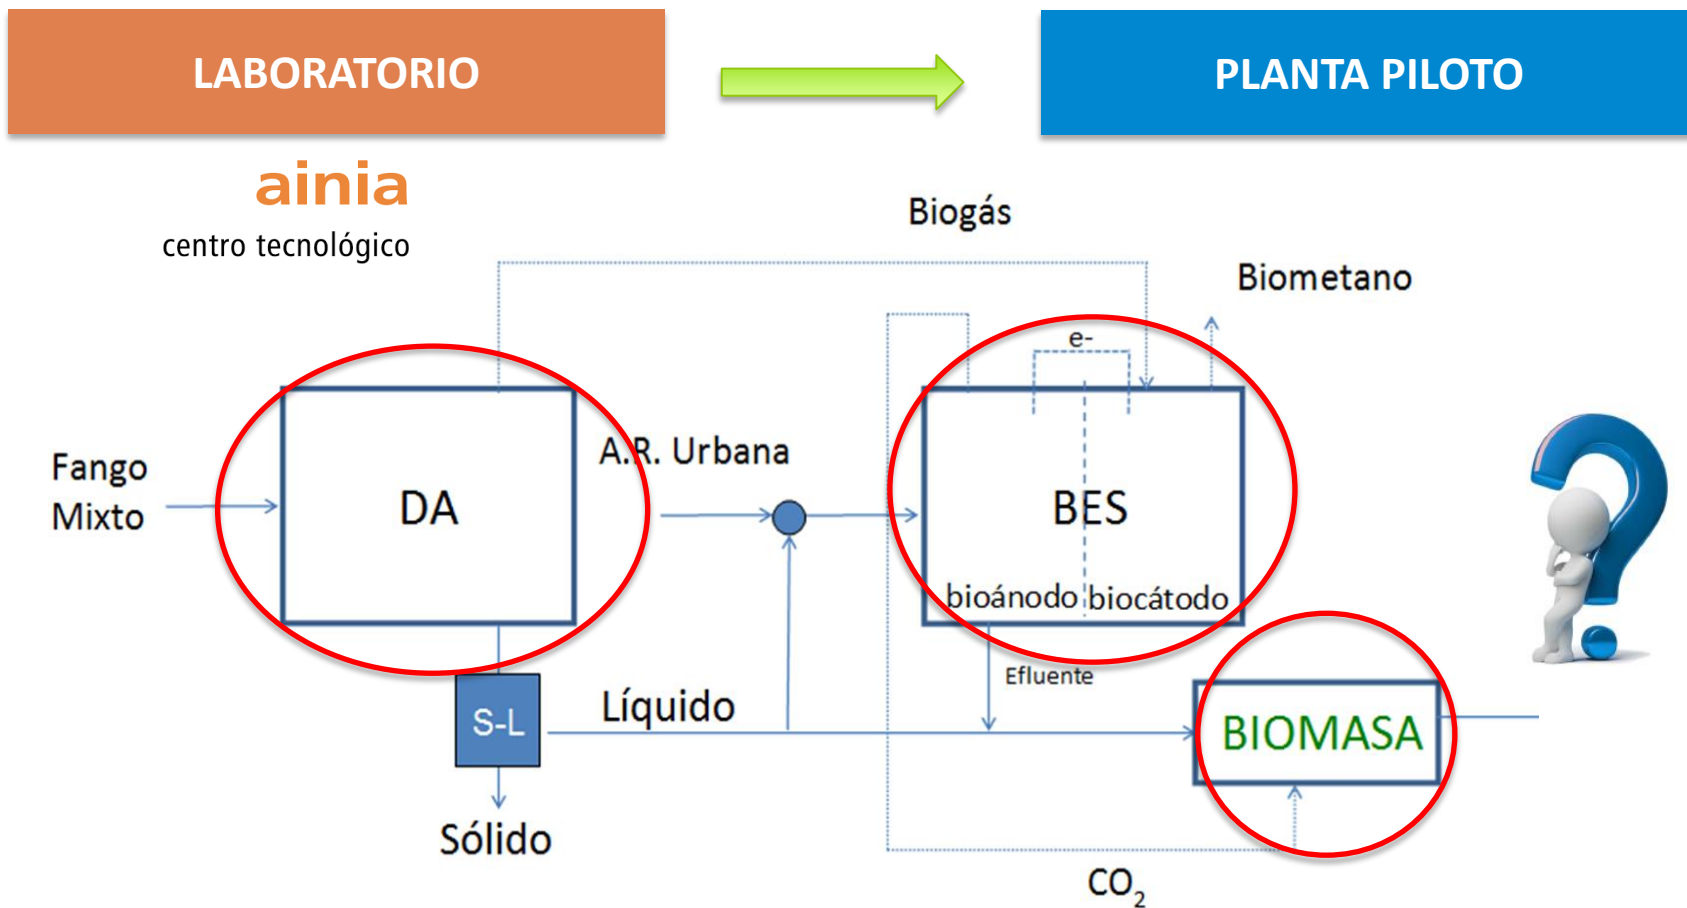 LABORATORIO
PLANTA PILOTO
ainia
centro tecnológico
Biogás
Biometano
e-
Fango
Mixto
DA
A.R. Urbana
BES
bioánodo
biocátodo
Efluente
S-L
Líquido
BIOMASA
Sólido
CO₂